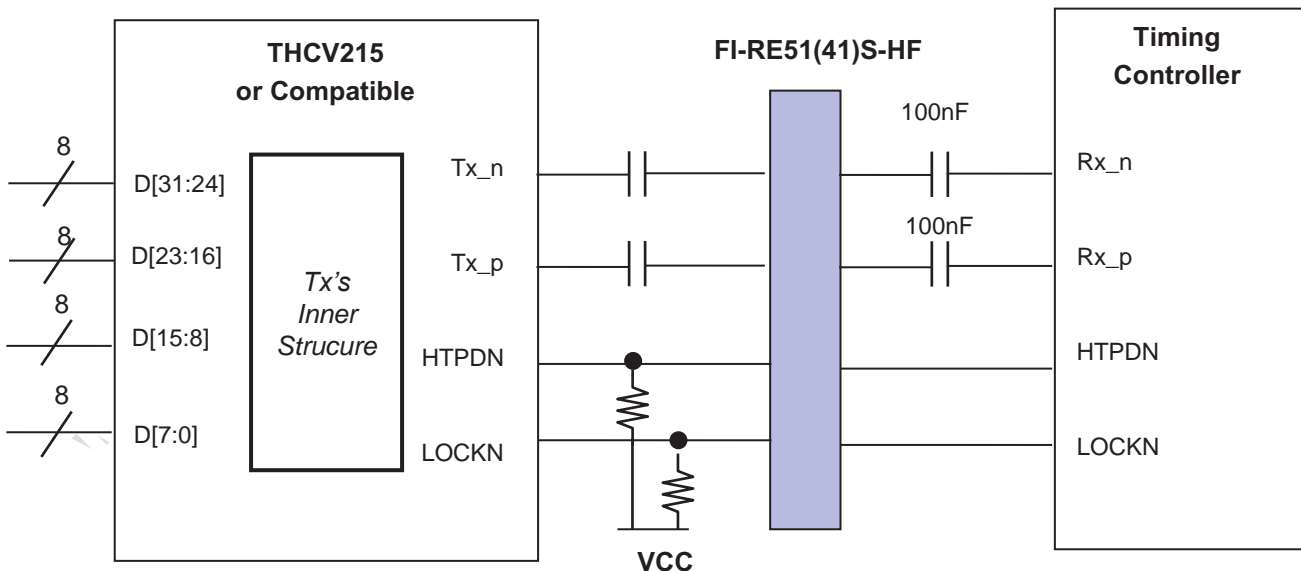 THCV215
or Compatible
FI-RE51(41)S-HF
Timing
Controller
100nF
8
D[31:24]
Tx_n
Rx_n
8
D[23:16]
Tx_p
100nF
Rx_p
Tx's
Inner
Strucure
8
D[15:8]
HTPDN
HTPDN
8
D[7:0]
LOCKN
LOCKN
VCC